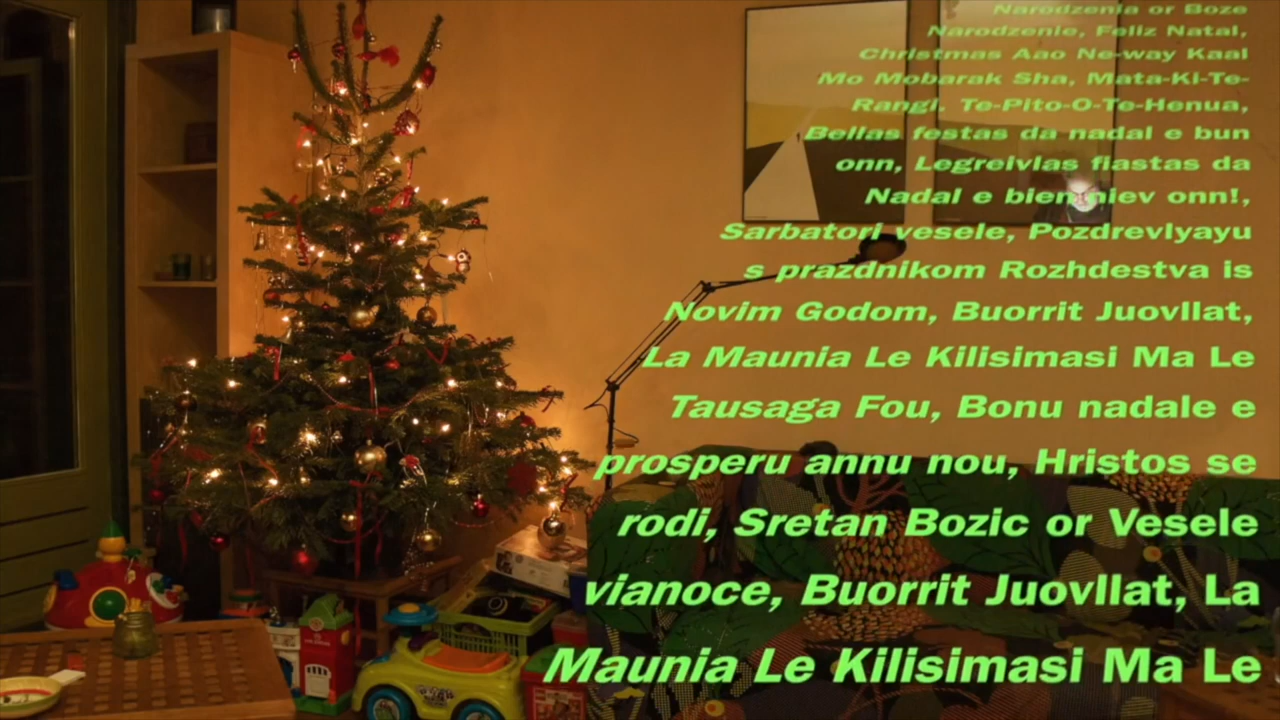 Narodzenia or Boze
Narodzenie, Feliz Natal,
Christmas Aao Ne-way Kaal
Mo Mobarak Sha, Mata-Ki-Te-
Rangi. Te-Pito-O-Te-Henua,
Bellas festas da nadal e bun
onn, Legreivlas fiastas da
Nadal e bien niev onn!,
Sarbatori vesele, Pozdrevlyayu
s prazdnikom Rozhdestva is
Novim Godom, Buorrit Juovllat,
La Maunia Le Kilisimasi Ma Le
Tausaga Fou, Bonu nadale e
prosperu annu nou, Hristos se
rodi, Sretan Bozic or Vesele
vianoce, Buorrit Juovllat, La
Maunia Le Kilisimasi Ma Le